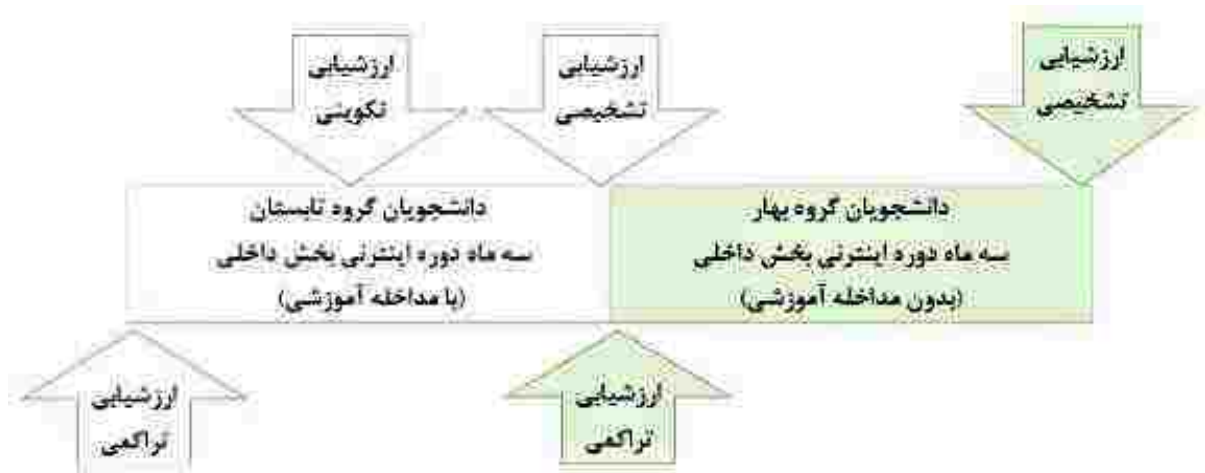 ارزشیابی
تشخیصی
ارزشیابی
تشخیصی
ارزشیابی
تکوینی
دانشجویان گروه بهار
سه ماه دوره اینترنی بخش داخلی
(بدون مداخله آموزشی)
دانشجویان گروه تابستان
سه ماه دوره اینترنی بخش داخلی
(با مداخله آموزشی)
ارزشیابی
تراکمی
ارزشیابی
تراکمی